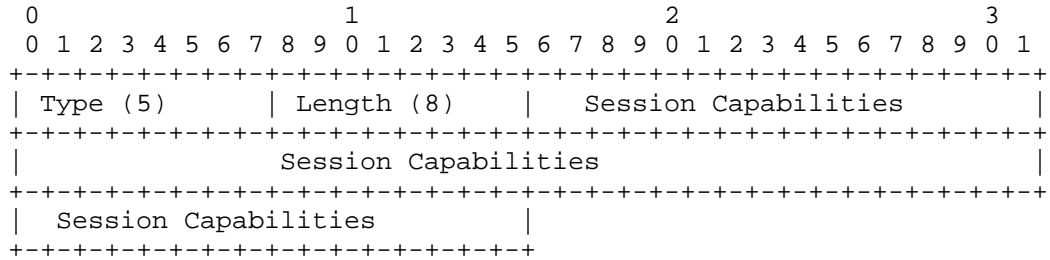 0                   1                   2                   3
 0 1 2 3 4 5 6 7 8 9 0 1 2 3 4 5 6 7 8 9 0 1 2 3 4 5 6 7 8 9 0 1
+-+-+-+-+-+-+-+-+-+-+-+-+-+-+-+-+-+-+-+-+-+-+-+-+-+-+-+-+-+-+-+-+
| Type (5)      | Length (8)    |   Session Capabilities        |
+-+-+-+-+-+-+-+-+-+-+-+-+-+-+-+-+-+-+-+-+-+-+-+-+-+-+-+-+-+-+-+-+
|                Session Capabilities                           |
+-+-+-+-+-+-+-+-+-+-+-+-+-+-+-+-+-+-+-+-+-+-+-+-+-+-+-+-+-+-+-+-+
|  Session Capabilities         |
+-+-+-+-+-+-+-+-+-+-+-+-+-+-+-+-+